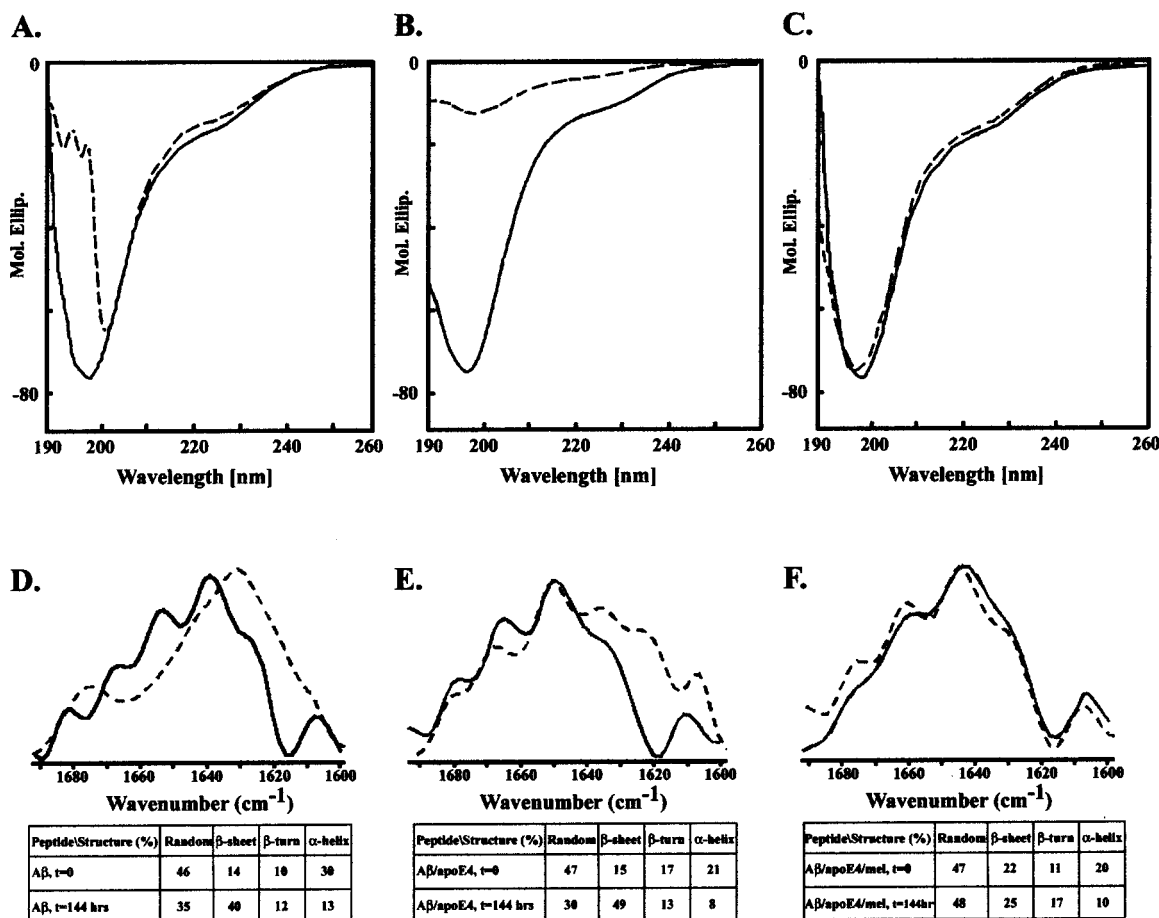 A.
B.
C.
0
0
0
Mol. Ellip.
Mol. Ellip.
Mol. Ellip.
-80
-80
-80
190 200 220 240 260
190 200 220 240 260
190 200 220 240 260
Wavelength [nm]
Wavelength [nm]
Wavelength [nm]
D.
E.
F.
1680 1660 1640 1620 1600
1680 1660 1640 1620 1600
1680 1660 1640 1620 1600
Wavenumber (cm-1)
Wavenumber (cm-1)
Wavenumber (cm-1)
Peptide\Structure (%) Random β-sheet β-turn α-helix
Aβ, t=0 46 14 10 30
Aβ, t=144 hrs 35 40 12 13
Peptide\Structure (%) Random β-sheet β-turn α-helix
Aβ/apoE4, t=0 47 15 17 21
Aβ/apoE4, t=144 hrs 30 49 13 8
Peptide\Structure (%) Random β-sheet β-turn α-helix
Aβ/apoE4/mel, t=0 47 22 11 20
Aβ/apoE4/mel, t=144hr 48 25 17 10